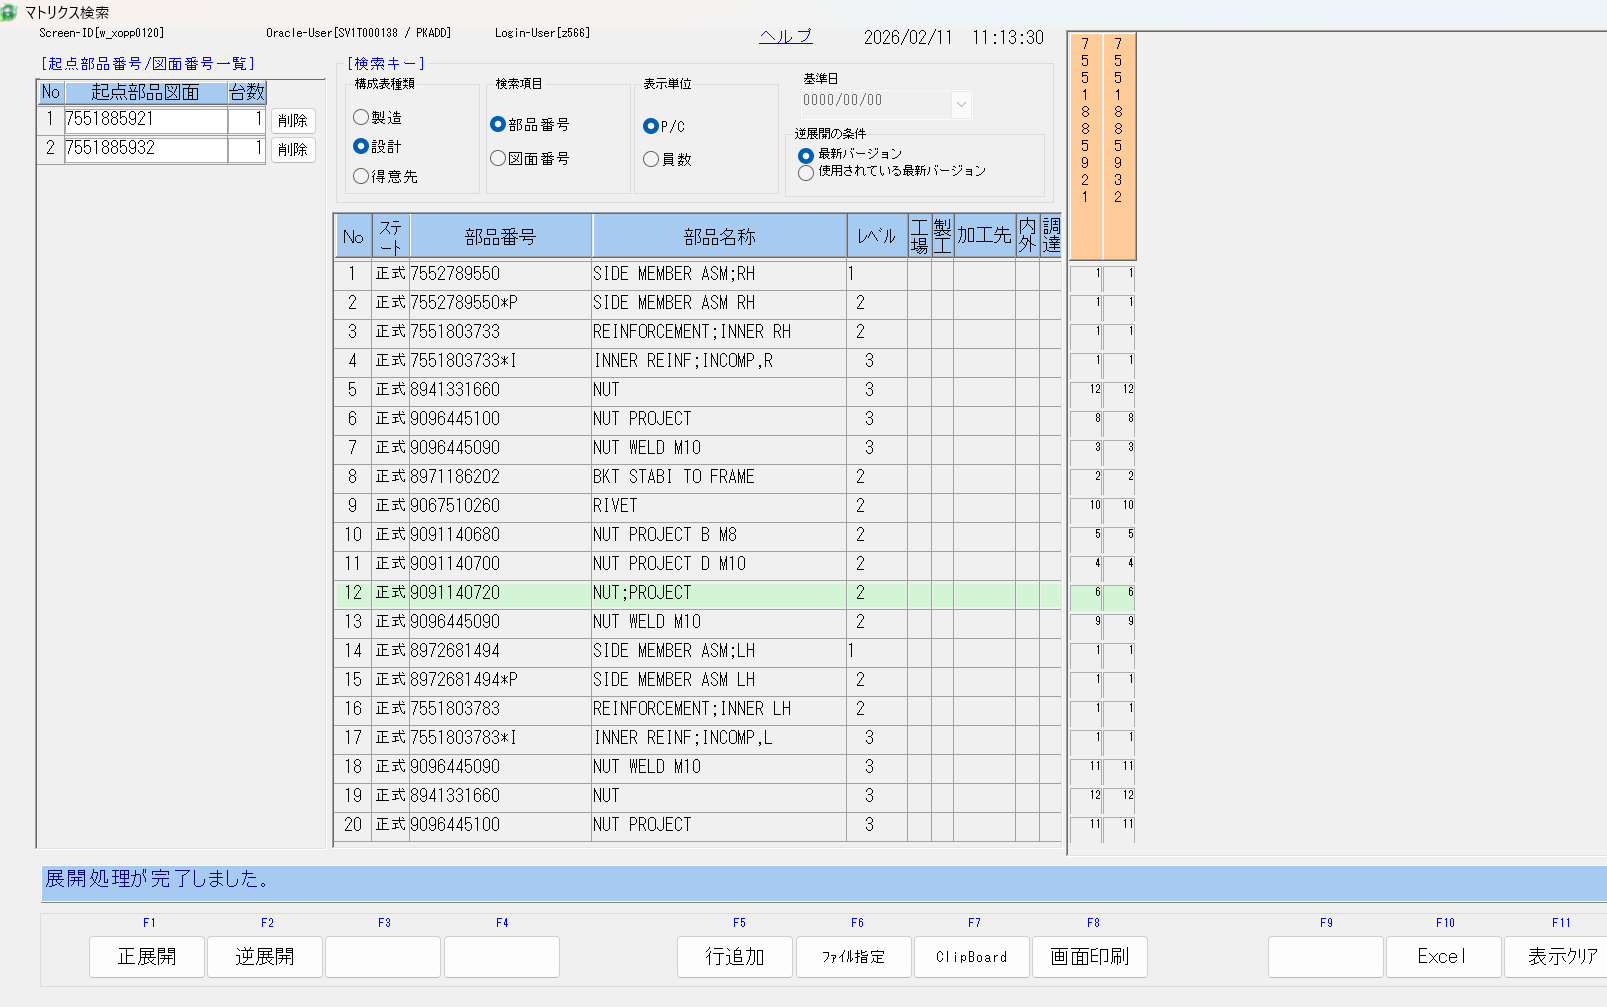 マトリクス検索
Screen-ID[w_xopp0120] Oracle-User[SV1T000138 / PKADD] Login-User[z566] ヘルプ 2026/02/11 11:13:30
[起点部品番号/図面番号一覧]
No 起点部品図面 台数
1 7551885921 1 削除
2 7551885932 1 削除
[検索キー]
構成表種類
製造
設計
得意先
検索項目
部品番号
図面番号
表示単位
P/C
員数
基準日
0000/00/00
逆展開の条件
最新バージョン
使用されている最新バージョン
7551885921
7551885932
No ステート 部品番号 部品名称 レベル 工場 製工 加工先 内外 調達
1 正式 7552789550 SIDE MEMBER ASM;RH 1 1 1
2 正式 7552789550*P SIDE MEMBER ASM RH 2 1 1
3 正式 7551803733 REINFORCEMENT;INNER RH 2 1 1
4 正式 7551803733*I INNER REINF;INCOMP,R 3 1 1
5 正式 8941331660 NUT 3 12 12
6 正式 9096445100 NUT PROJECT 3 8 8
7 正式 9096445090 NUT WELD M10 3 3 3
8 正式 8971186202 BKT STABI TO FRAME 2 2 2
9 正式 9067510260 RIVET 2 10 10
10 正式 9091140680 NUT PROJECT B M8 2 5 5
11 正式 9091140700 NUT PROJECT D M10 2 4 4
12 正式 9091140720 NUT;PROJECT 2 6 6
13 正式 9096445090 NUT WELD M10 2 9 9
14 正式 8972681494 SIDE MEMBER ASM;LH 1 1 1
15 正式 8972681494*P SIDE MEMBER ASM LH 2 1 1
16 正式 7551803783 REINFORCEMENT;INNER LH 2 1 1
17 正式 7551803783*I INNER REINF;INCOMP,L 3 1 1
18 正式 9096445090 NUT WELD M10 3 11 11
19 正式 8941331660 NUT 3 12 12
20 正式 9096445100 NUT PROJECT 3 11 11
展開処理が完了しました。
F1 F2 F3 F4 F5 F6 F7 F8 F9 F10 F11
正展開 逆展開 行追加 ファイル指定 ClipBoard 画面印刷 Excel 表示クリア